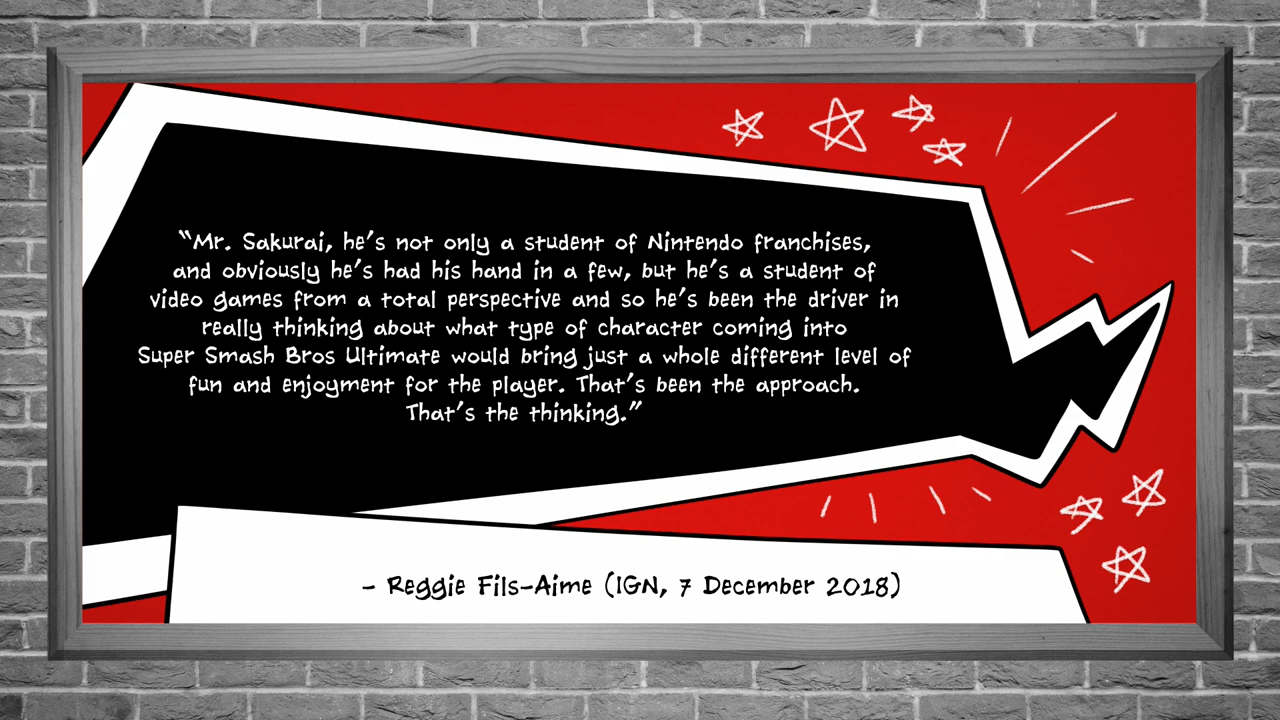 “Mr. Sakurai, he’s not only a student of Nintendo franchises,
and obviously he’s had his hand in a few, but he’s a student of
video games from a total perspective and so he’s been the driver in
really thinking about what type of character coming into
Super Smash Bros Ultimate would bring just a whole different level of
fun and enjoyment for the player. That’s been the approach.
That’s the thinking.”
– Reggie Fils-Aime (IGN, 7 December 2018)